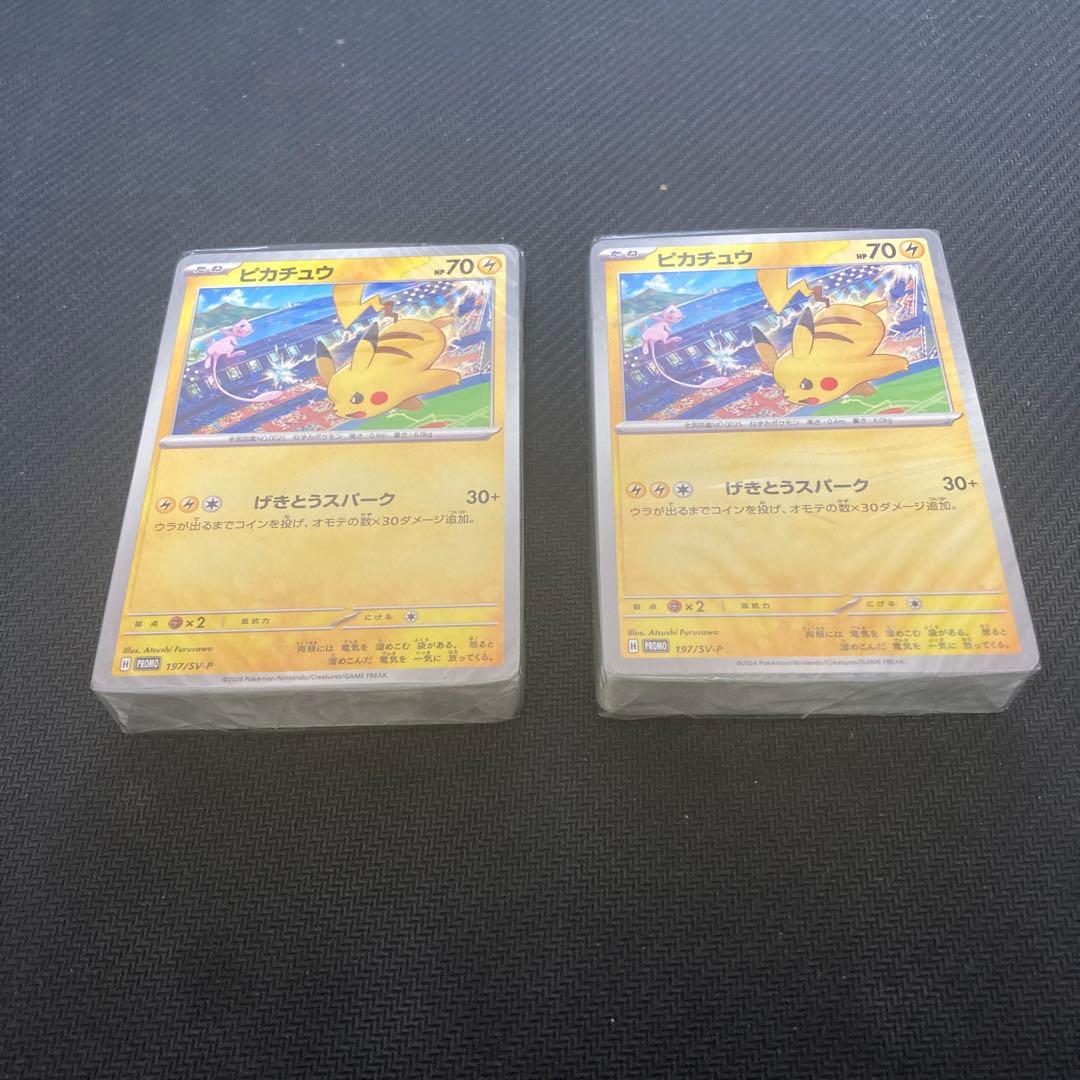 たね ピカチュウ HP70
全国図鑑NO.0025 ねずみポケモン 高さ:0.4m 重さ:6.0kg
げきとうスパーク 30+
ウラが出るまでコインを投げ、オモテの数×30ダメージ追加。
弱点 ×2 抵抗力 にげる
Illus. Atsushi Furusawa
H PROMO 197/SV-P
両頬には 電気を 溜めこむ 袋がある。 怒ると
溜めこんだ 電気を 一気に 放ってくる。
©2024 Pokémon/Nintendo/Creatures/GAME FREAK.
たね ピカチュウ HP70
全国図鑑NO.0025 ねずみポケモン 高さ:0.4m 重さ:6.0kg
げきとうスパーク 30+
ウラが出るまでコインを投げ、オモテの数×30ダメージ追加。
弱点 ×2 抵抗力 にげる
Illus. Atsushi Furusawa
H PROMO 197/SV-P
両頬には 電気を 溜めこむ 袋がある。 怒ると
溜めこんだ 電気を 一気に 放ってくる。
©2024 Pokémon/Nintendo/Creatures/GAME FREAK.